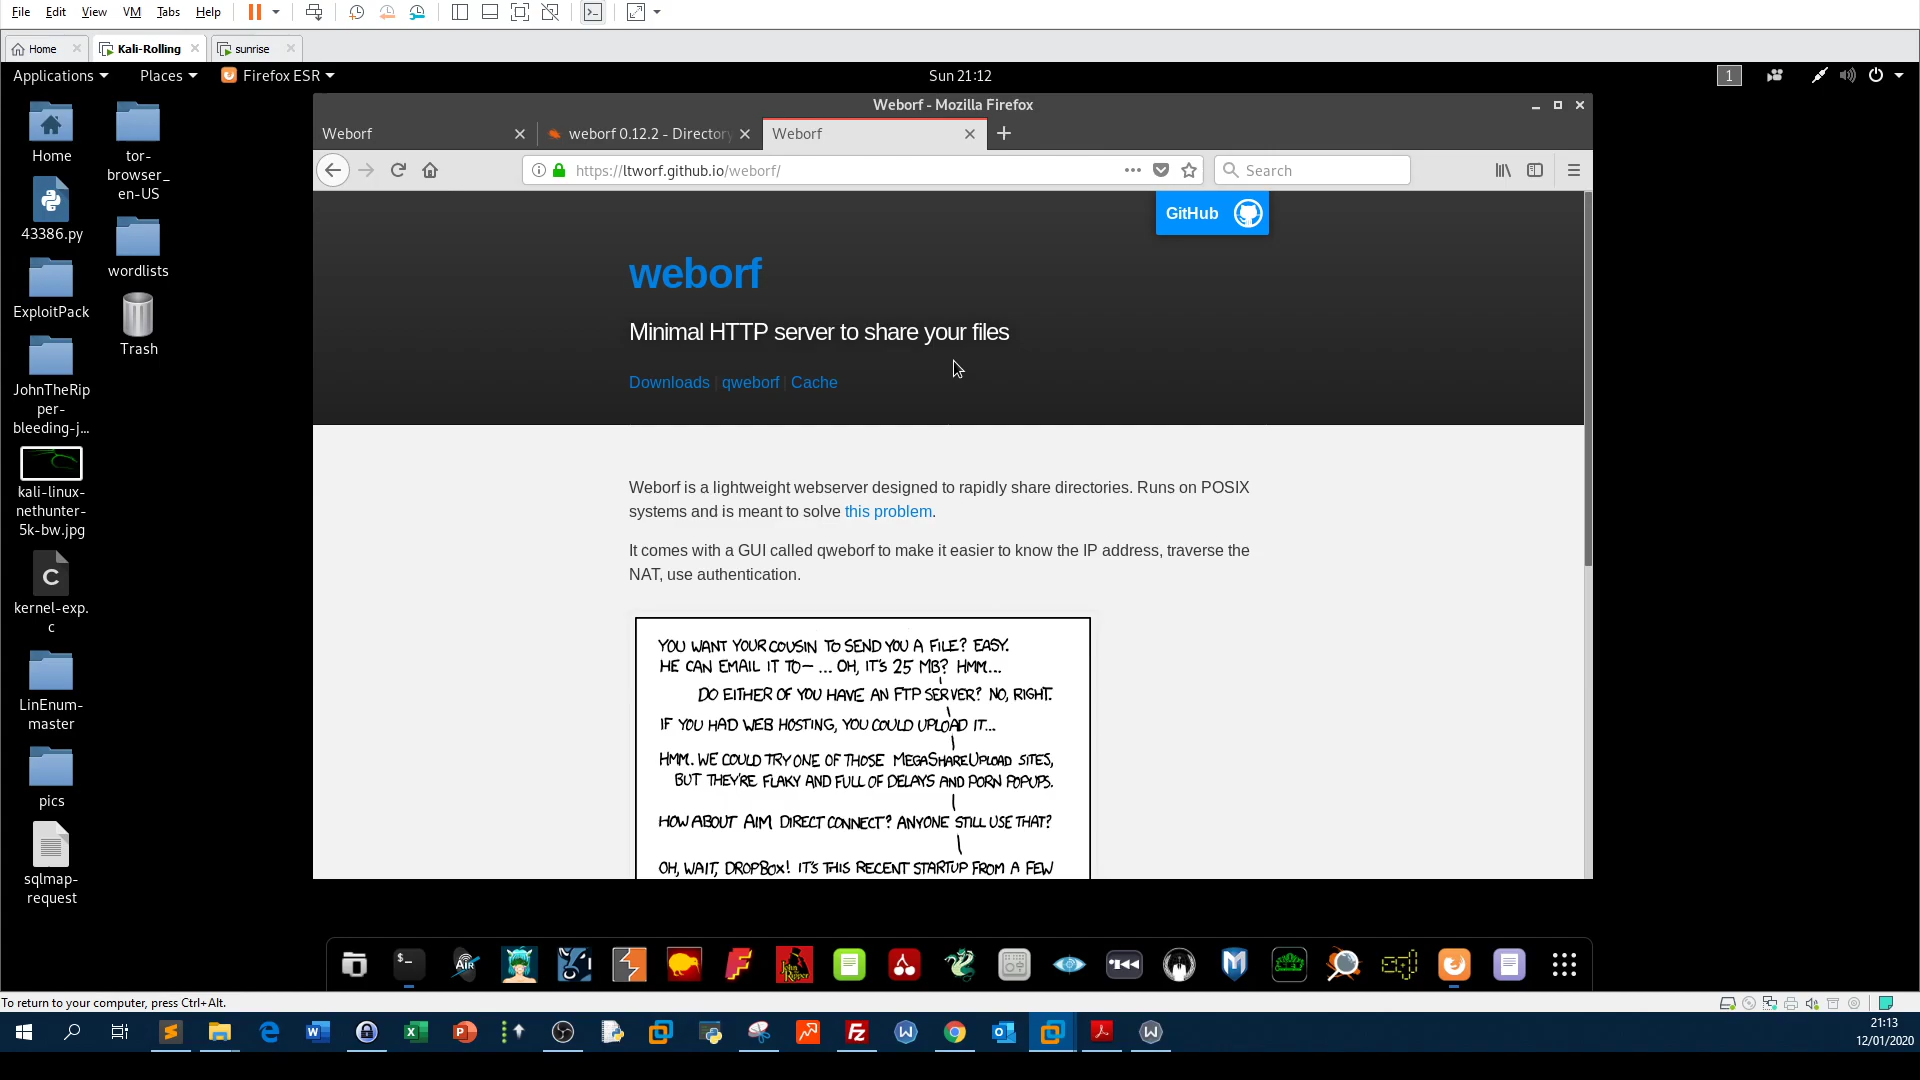 File Edit View VM Tabs Help
Home Kali-Rolling sunrise
Applications Places Firefox ESR Sun 21:12 1
Weborf - Mozilla Firefox
Weborf weborf 0.12.2 - Directory Weborf
https://ltworf.github.io/weborf/ Search
Home
43386.py
ExploitPack
JohnTheRip
per-
bleeding-j...
kali-linux-
nethunter-
5k-bw.jpg
kernel-exp.
c
LinEnum-
master
pics
sqlmap-
request
tor-
browser_
en-US
wordlists
Trash
GitHub
weborf
Minimal HTTP server to share your files
Downloads | qweborf | Cache
Weborf is a lightweight webserver designed to rapidly share directories. Runs on POSIX
systems and is meant to solve this problem.
It comes with a GUI called qweborf to make it easier to know the IP address, traverse the
NAT, use authentication.
YOU WANT YOUR COUSIN TO SEND YOU A FILE? EASY.
HE CAN EMAIL IT TO— ... OH, IT'S 25 MB? HMM...
DO EITHER OF YOU HAVE AN FTP SERVER? NO, RIGHT.
IF YOU HAD WEB HOSTING, YOU COULD UPLOAD IT...
HMM. WE COULD TRY ONE OF THOSE MEGASHAREUPLOAD SITES,
BUT THEY'RE FLAKY AND FULL OF DELAYS AND PORN POPUPS.
HOW ABOUT AIM DIRECT CONNECT? ANYONE STILL USE THAT?
OH, WAIT, DROPBOX! IT'S THIS RECENT STARTUP FROM A FEW
To return to your computer, press Ctrl+Alt.
21:13
12/01/2020